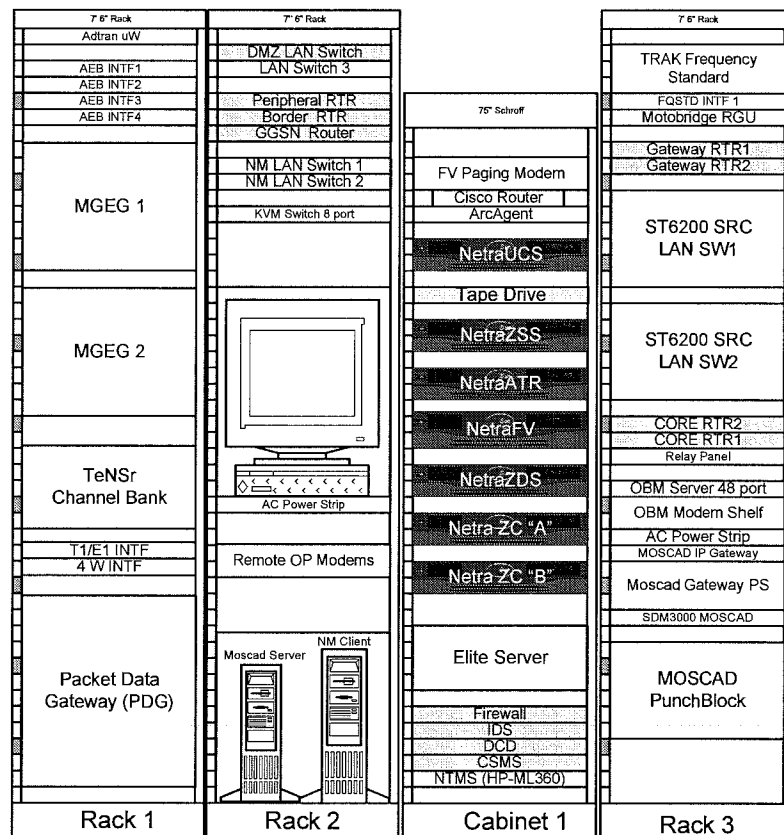 7' 6" Rack
Adtran uW
AEB INTF1
AEB INTF2
AEB INTF3
AEB INTF4
MGEG 1
MGEG 2
TeNSr
Channel Bank
T1/E1 INTF
4 W INTF
Packet Data
Gateway (PDG)
Rack 1
7' 6" Rack
DMZ LAN Switch
LAN Switch 3
Peripheral RTR
Border RTR
GGSN Router
NM LAN Switch 1
NM LAN Switch 2
KVM Switch 8 port
AC Power Strip
Remote OP Modems
Moscad Server
NM Client
Rack 2
75" Schroff
FV Paging Modem
Cisco Router
ArcAgent
NetraUCS
Tape Drive
NetraZSS
NetraATR
NetraFV
NetraZDS
Netra ZC "A"
Netra ZC "B"
Elite Server
Firewall
IDS
DCD
CSMS
NTMS (HP-ML360)
Cabinet 1
7' 6" Rack
TRAK Frequency
Standard
FQSTD INTF 1
Motobridge RGU
Gateway RTR1
Gateway RTR2
ST6200 SRC
LAN SW1
ST6200 SRC
LAN SW2
CORE RTR2
CORE RTR1
Relay Panel
OBM Server 48 port
OBM Modem Shelf
AC Power Strip
MOSCAD IP Gateway
Moscad Gateway PS
SDM3000 MOSCAD
MOSCAD
PunchBlock
Rack 3